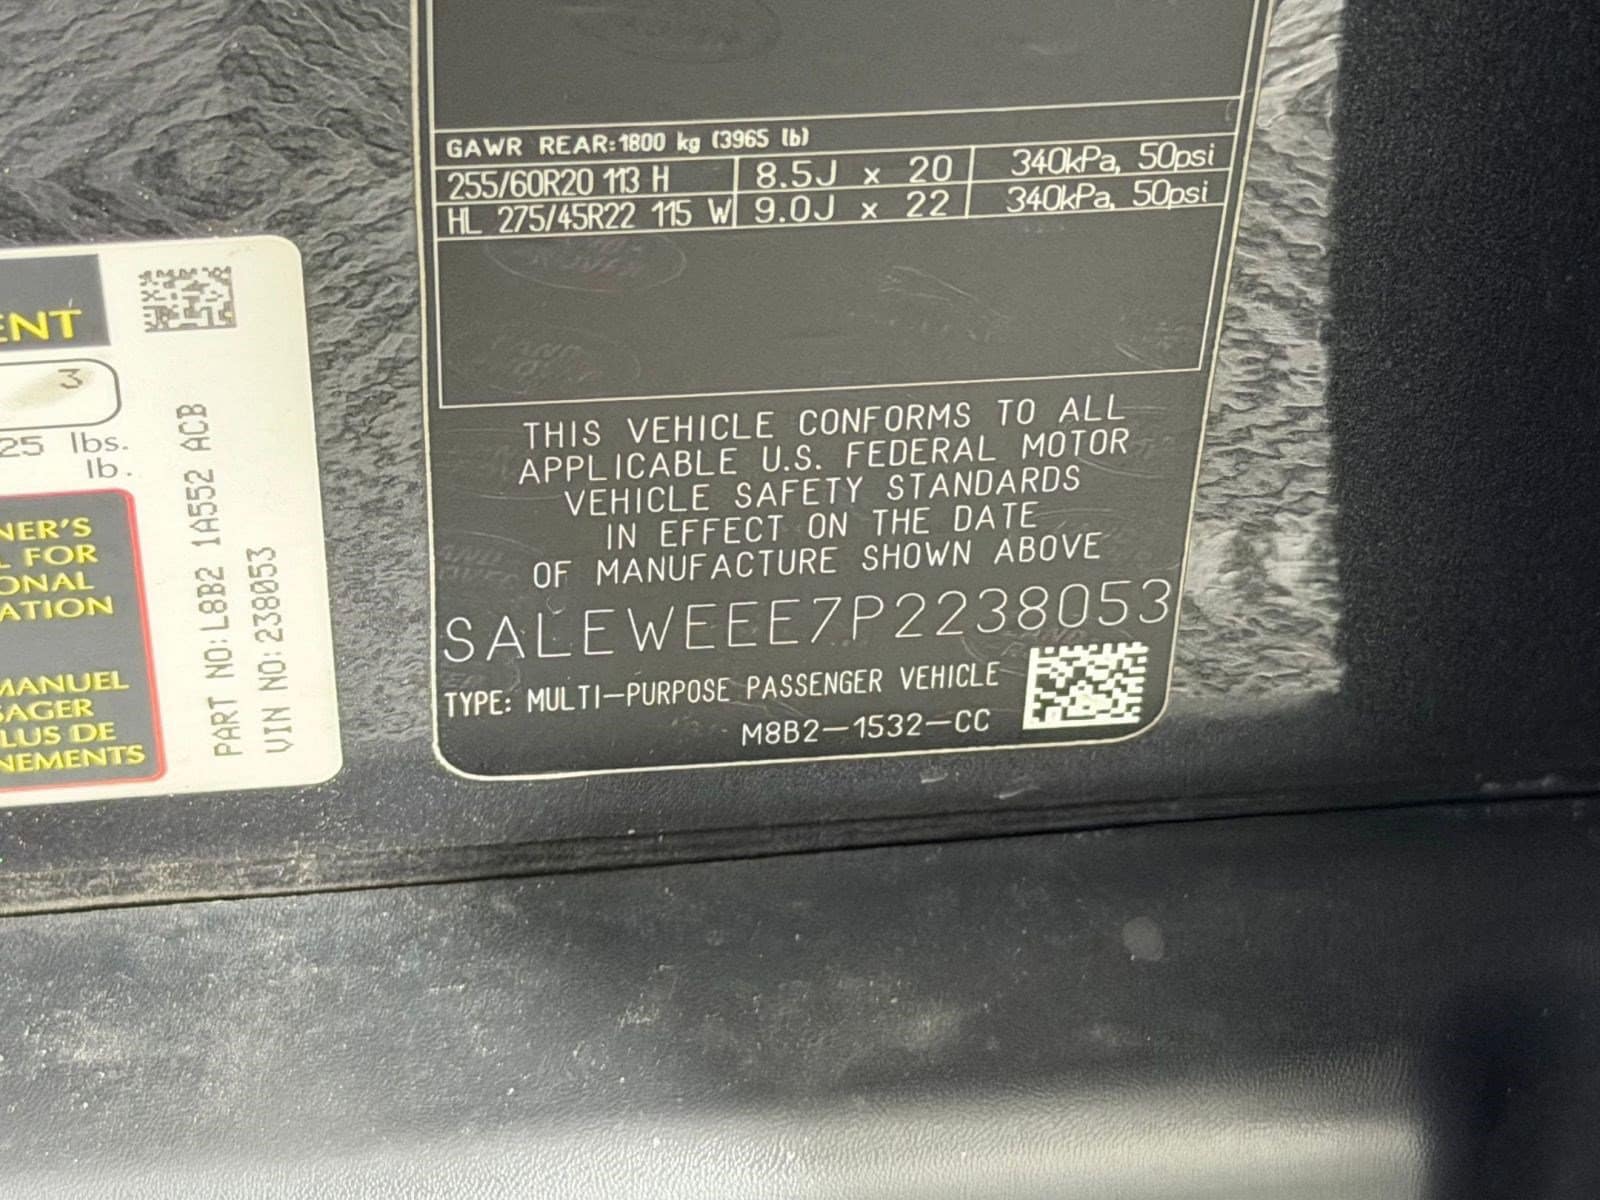 GAWR REAR:1800 kg (3965 lb)
255/60R20 113 H 8.5J x 20 340kPa, 50psi
HL 275/45R22 115 W 9.0J x 22 340kPa, 50psi
THIS VEHICLE CONFORMS TO ALL
APPLICABLE U.S. FEDERAL MOTOR
VEHICLE SAFETY STANDARDS
IN EFFECT ON THE DATE
OF MANUFACTURE SHOWN ABOVE
SALEWEEE7P2238053
TYPE: MULTI-PURPOSE PASSENGER VEHICLE
M8B2-1532-CC
ENT
3
25 lbs.
lb.
NER'S
L FOR
ONAL
ATION
MANUEL
SAGER
LUS DE
NEMENTS
PART NO:L8B2 1A552 ACB
VIN NO:238053